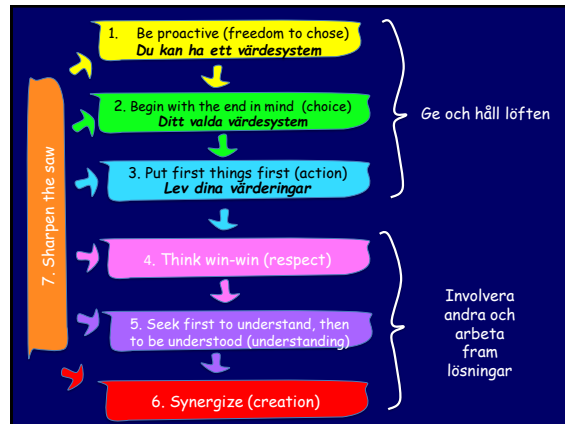 1. Be proactive (freedom to chose)
Du kan ha ett värdesystem
2. Begin with the end in mind (choice)
Ditt valda värdesystem
3. Put first things first (action)
Lev dina värderingar
Ge och håll löften
4. Think win-win (respect)
5. Seek first to understand, then
to be understood (understanding)
6. Synergize (creation)
Involvera
andra och
arbeta
fram
lösningar
7. Sharpen the saw